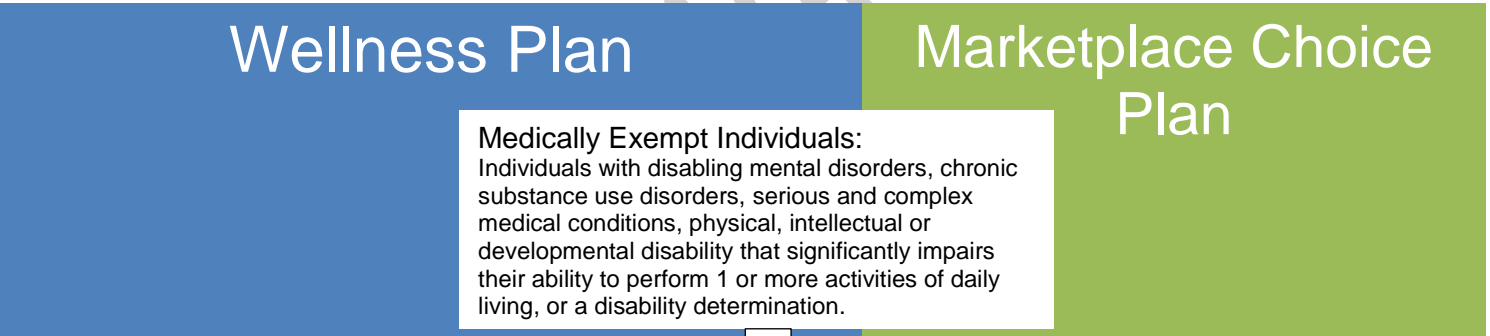 Wellness Plan
Marketplace Choice
Plan
Medically Exempt Individuals:
Individuals with disabling mental disorders, chronic
substance use disorders, serious and complex
medical conditions, physical, intellectual or
developmental disability that significantly impairs
their ability to perform 1 or more activities of daily
living, or a disability determination.